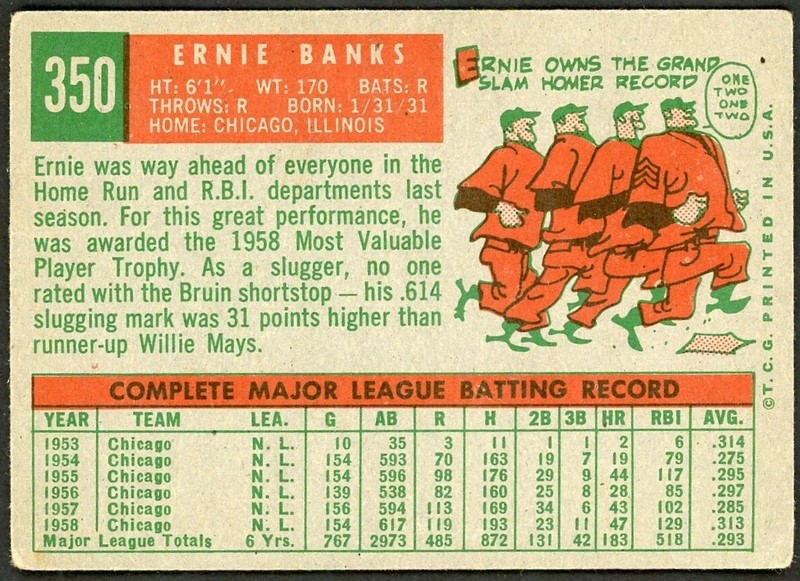 350
ERNIE BANKS
HT: 6'1" WT: 170 BATS: R
THROWS: R BORN: 1/31/31
HOME: CHICAGO, ILLINOIS
ERNIE OWNS THE GRAND
SLAM HOMER RECORD
ONE
TWO
ONE
TWO
Ernie was way ahead of everyone in the
Home Run and R.B.I. departments last
season. For this great performance, he
was awarded the 1958 Most Valuable
Player Trophy. As a slugger, no one
rated with the Bruin shortstop — his .614
slugging mark was 31 points higher than
runner-up Willie Mays.
©T.C.G. PRINTED IN U.S.A.
COMPLETE MAJOR LEAGUE BATTING RECORD
YEAR TEAM LEA. G AB R H 2B 3B HR RBI AVG.
1953 Chicago N. L. 10 35 3 11 1 1 2 6 .314
1954 Chicago N. L. 154 593 70 163 19 7 19 79 .275
1955 Chicago N. L. 154 596 98 176 29 9 44 117 .295
1956 Chicago N. L. 139 538 82 160 25 8 28 85 .297
1957 Chicago N. L. 156 594 113 169 34 6 43 102 .285
1958 Chicago N. L. 154 617 119 193 23 11 47 129 .313
Major League Totals 6 Yrs. 767 2973 485 872 131 42 183 518 .293